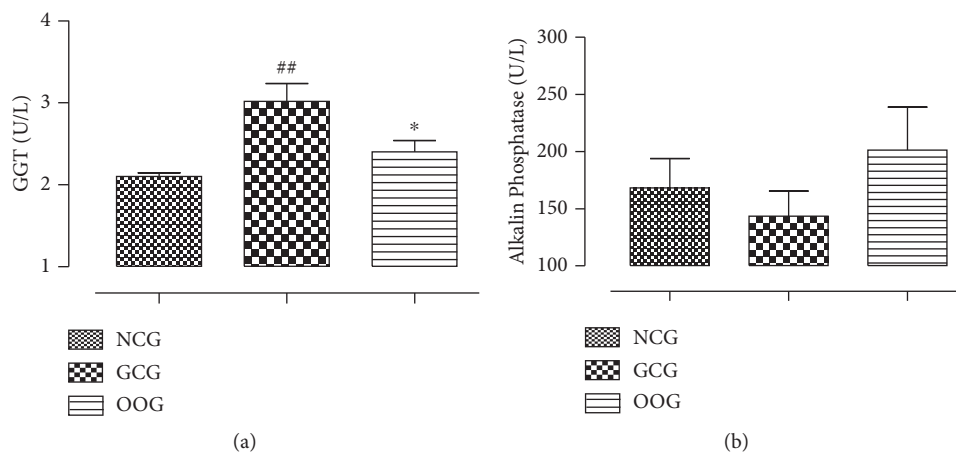 4
3
2
1
GGT (U/L)
##
*
NCG
GCG
OOG
(a)
300
250
200
150
100
Alkalin Phosphatase (U/L)
NCG
GCG
OOG
(b)